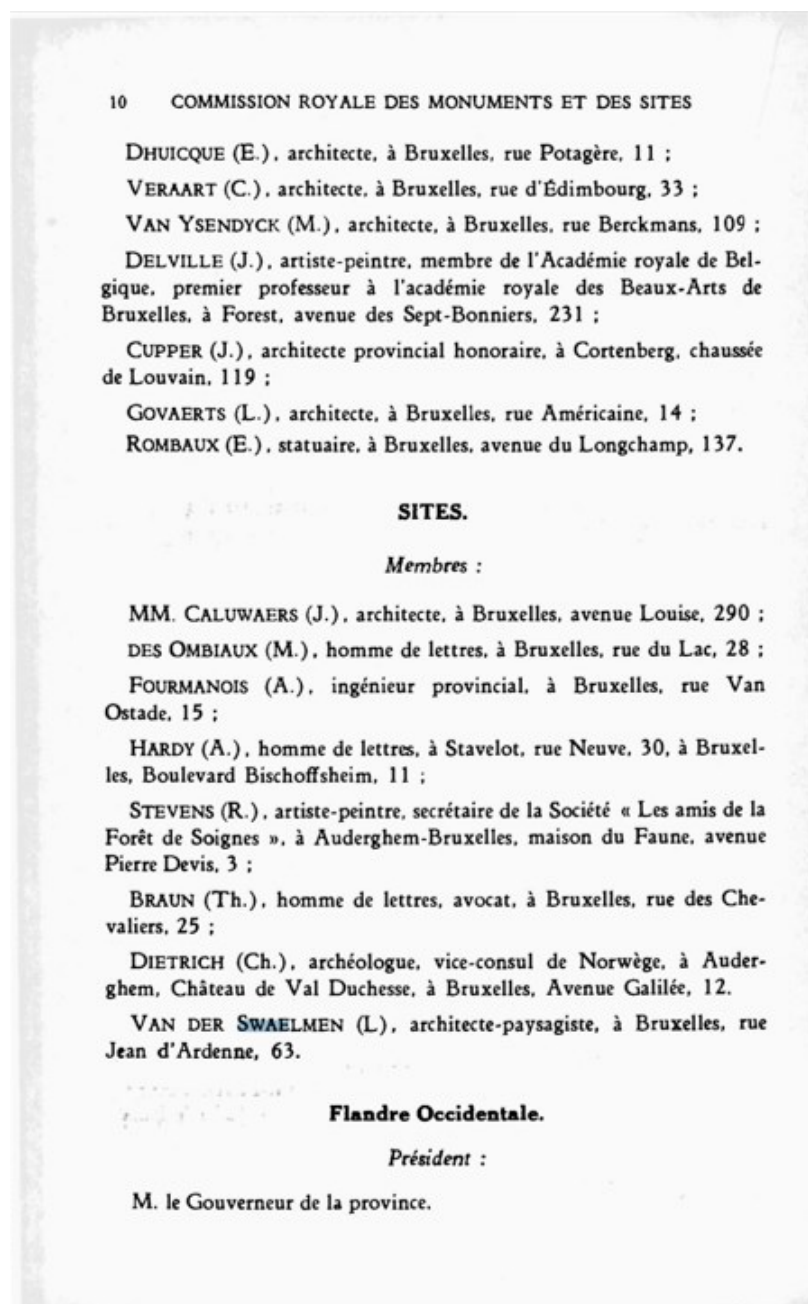 10 COMMISSION ROYALE DES MONUMENTS ET DES SITES
DHUICQUE (E.), architecte, à Bruxelles, rue Potagère, 11 ;
VERAART (C.), architecte, à Bruxelles, rue d'Édimbourg, 33 ;
VAN YSENDYCK (M.), architecte, à Bruxelles, rue Berckmans, 109 ;
DELVILLE (J.), artiste-peintre, membre de l'Académie royale de Bel-
gique, premier professeur à l'académie royale des Beaux-Arts de
Bruxelles, à Forest, avenue des Sept-Bonniers, 231 ;
CUPPER (J.), architecte provincial honoraire, à Cortenberg, chaussée
de Louvain, 119 ;
GOVAERTS (L.), architecte, à Bruxelles, rue Américaine, 14 ;
ROMBAUX (E.), statuaire, à Bruxelles, avenue du Longchamp, 137.
SITES.
Membres :
MM. CALUWAERS (J.), architecte, à Bruxelles, avenue Louise, 290 ;
DES OMBIAUX (M.), homme de lettres, à Bruxelles, rue du Lac, 28 ;
FOURMANOIS (A.), ingénieur provincial, à Bruxelles, rue Van
Ostade, 15 ;
HARDY (A.), homme de lettres, à Stavelot, rue Neuve, 30, à Bruxel-
les, Boulevard Bischoffsheim, 11 ;
STEVENS (R.), artiste-peintre, secrétaire de la Société « Les amis de la
Forêt de Soignes », à Auderghem-Bruxelles, maison du Faune, avenue
Pierre Devis, 3 ;
BRAUN (Th.), homme de lettres, avocat, à Bruxelles, rue des Che-
valiers, 25 ;
DIETRICH (Ch.), archéologue, vice-consul de Norwège, à Auder-
ghem, Château de Val Duchesse, à Bruxelles, Avenue Galilée, 12.
VAN DER SWAELMEN (L), architecte-paysagiste, à Bruxelles, rue
Jean d'Ardenne, 63.
Flandre Occidentale.
Président :
M. le Gouverneur de la province.